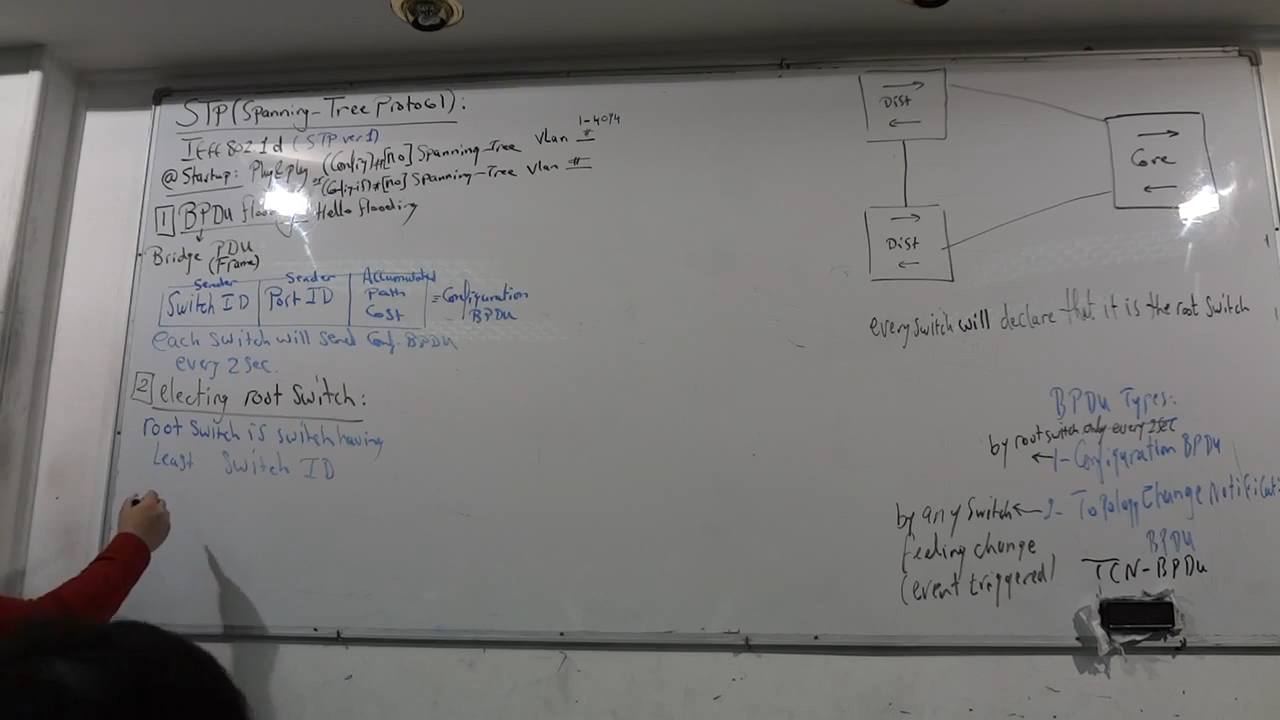 STP(Spanning-Tree Protocol):
IEEE 802.1d (STP ver1)
1-4094
@Startup: Plug&play (Config)#[no] Spanning-Tree vlan #
or (Config-if)#[no] Spanning-Tree vlan #
1 BPDU flooding Hello flooding
Bridge PDU
(Frame)
Sender Sender Accumulated
Switch ID Port ID Path = Configuration
Cost BPDU
each switch will send Conf. BPDU
every 2 sec.
2 electing root switch:
root switch is switch having
Least Switch ID
Dist
Core
Dist
every switch will declare that it is the root switch
BPDU Types:
by root switch only every 2sec
←1-Configuration BPDU
by any switch ← 2- Topology Change Notificati
feeling change BPDU
(event triggered) TCN-BPDU